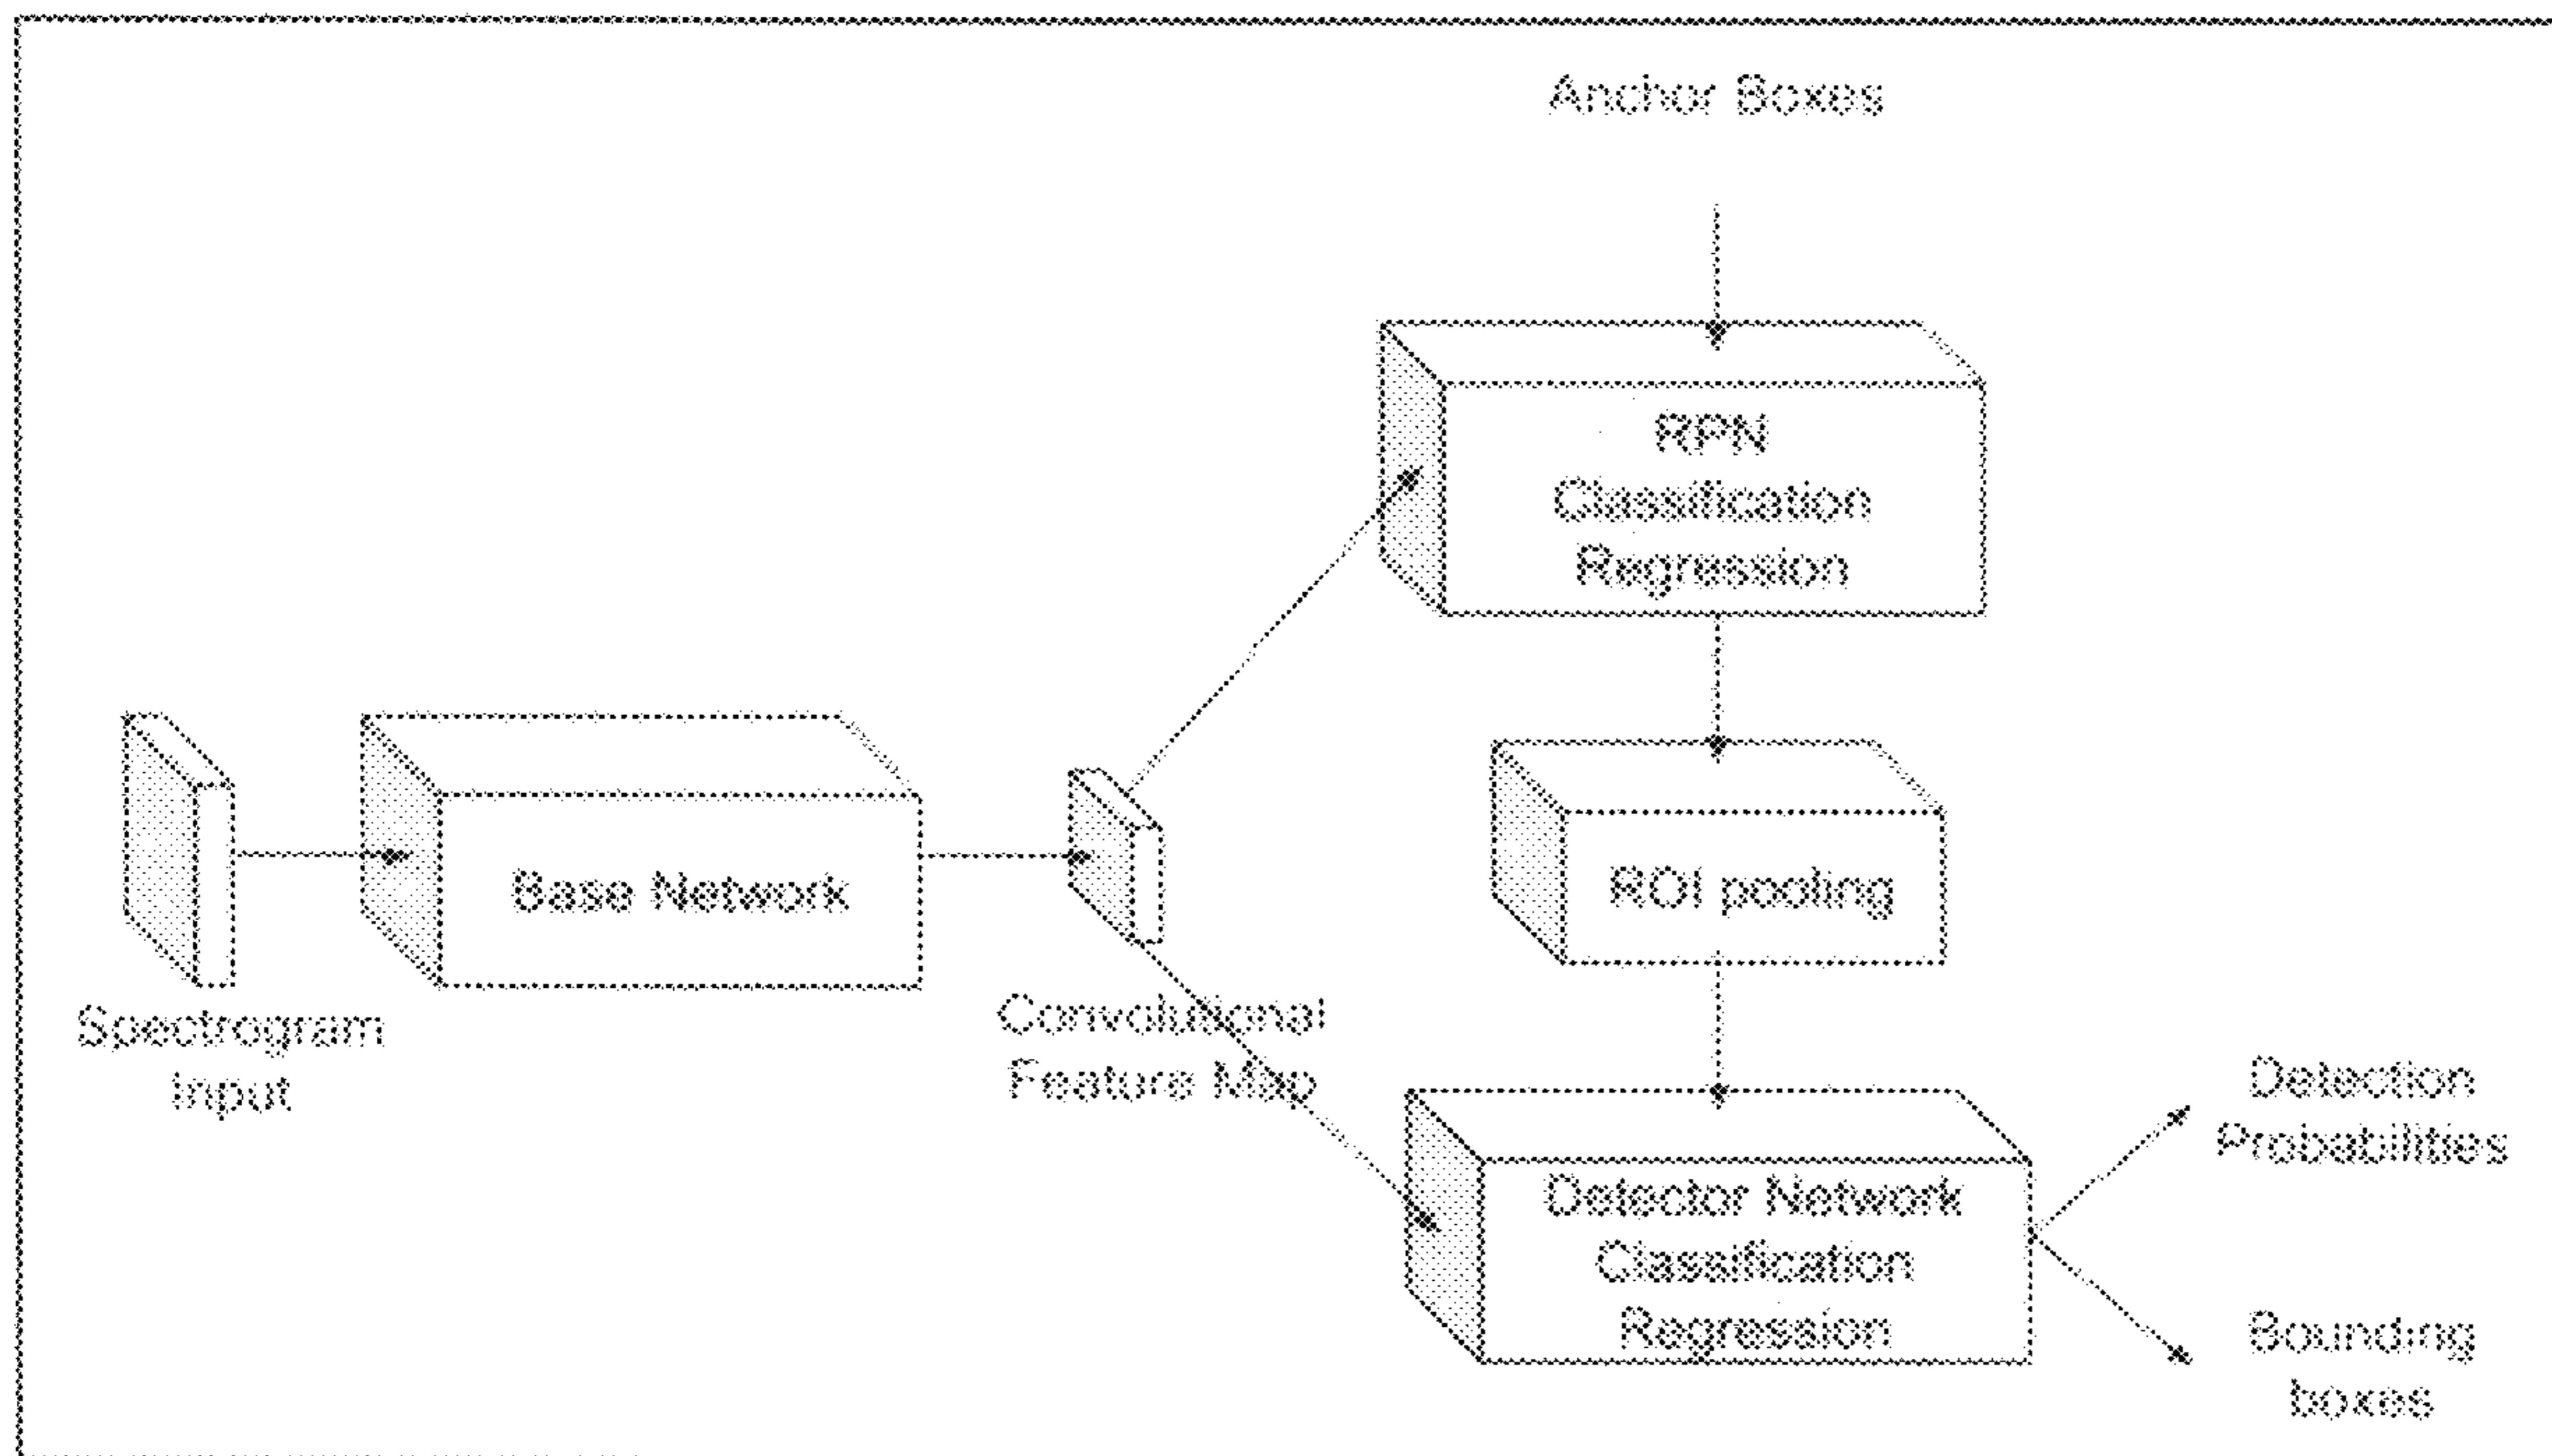 Anchor Boxes
RPN
Classification
Regression
Base Network
ROI pooling
Spectrogram
Input
Convolutional
Feature Map
Detector Network
Classification
Regression
Detection
Probabilities
Bounding
boxes